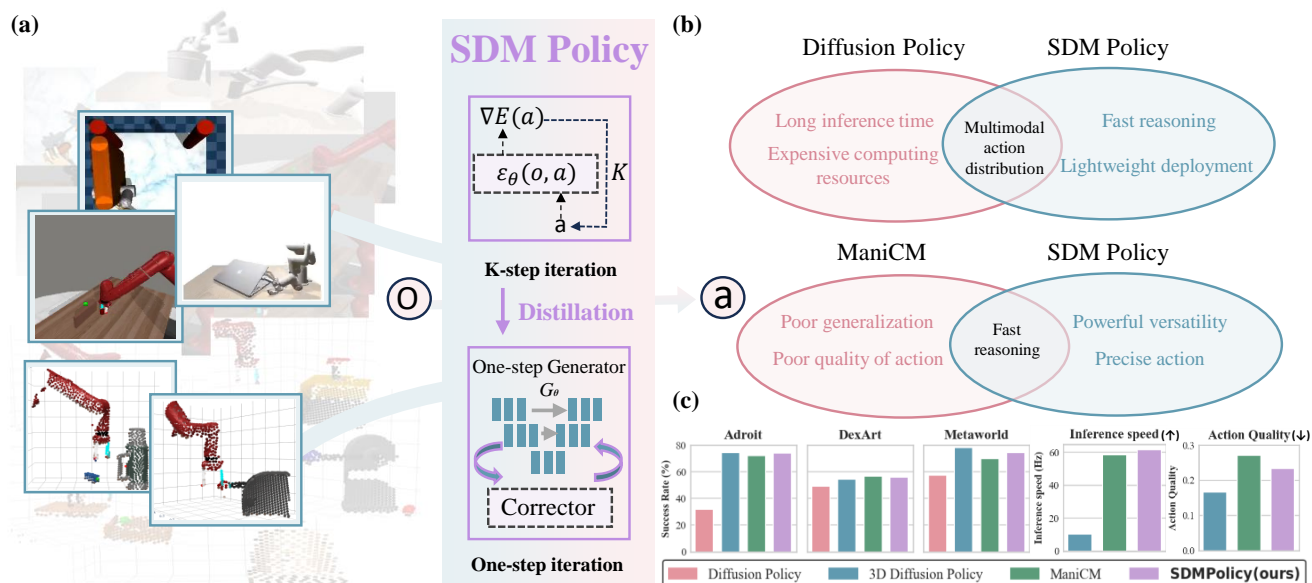 (a)
SDM Policy
∇E(a)
ε_θ(o, a)
K
a
K-step iteration
O
a
Distillation
One-step Generator
G_θ
Corrector
One-step iteration
(b)
Diffusion Policy
SDM Policy
Long inference time
Expensive computing
resources
Multimodal
action
distribution
Fast reasoning
Lightweight deployment
ManiCM
SDM Policy
Poor generalization
Poor quality of action
Fast
reasoning
Powerful versatility
Precise action
(c)
Adroit
DexArt
Metaworld
Inference speed(↑)
Action Quality(↓)
Success Rate (%)
80
60
40
20
0
Inference speed (Hz)
60
40
20
0
Action Quality
0.3
0.2
0.1
0.0
Diffusion Policy
3D Diffusion Policy
ManiCM
SDMPolicy(ours)